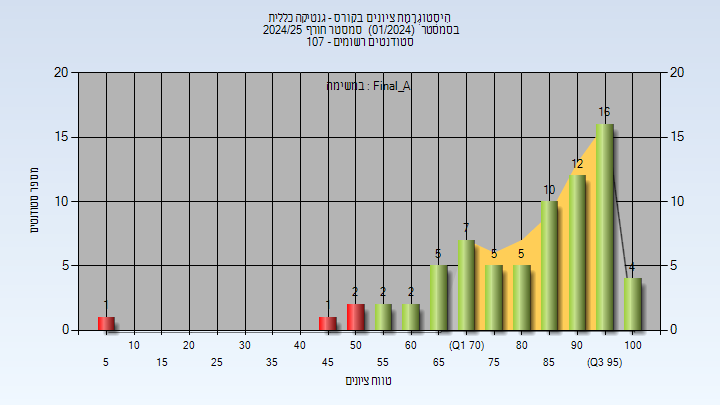 היסטוגרמת ציונים בקורס - גנטיקה כללית
בסמסטר (01/2024) סמסטר חורף 2024/25
סטודנטים רשומים - 107
במשימה : Final_A
20 20
15 15
10 10
5 5
0 0
מספר סטודנטים
1 1 2 2 2 5 7 5 5 10 12 16 4
10 20 30 40 50 60 (Q1 70) 80 90 100
5 15 25 35 45 55 65 75 85 (Q3 95)
טווח ציונים